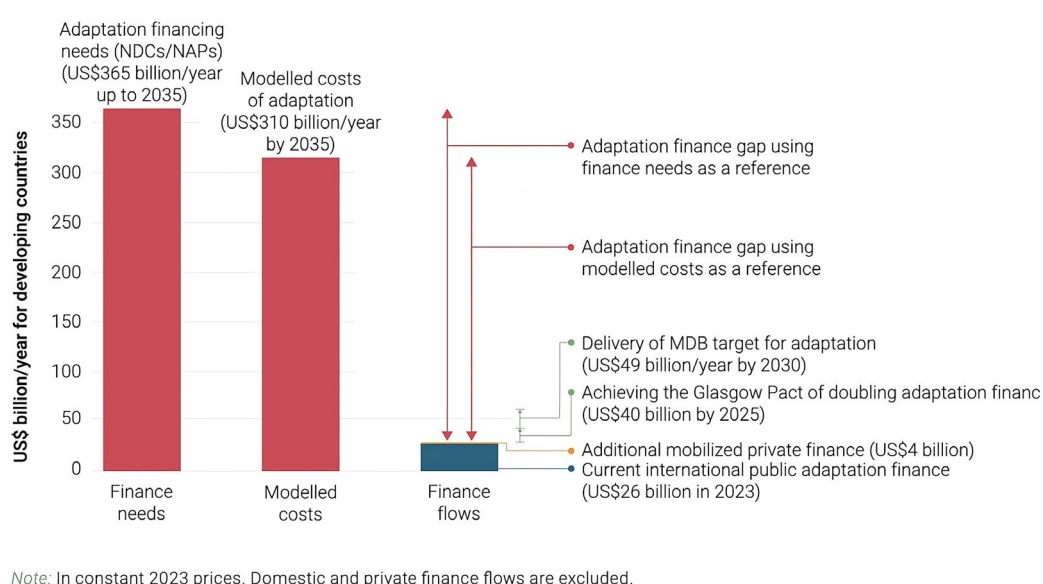 Adaptation financing
needs (NDCs/NAPs)
(US$365 billion/year
up to 2035)
Modelled costs
of adaptation
(US$310 billion/year
by 2035)
US$ billion/year for developing countries
350
300
250
200
150
100
50
0
Finance
needs
Modelled
costs
Finance
flows
Adaptation finance gap using
finance needs as a reference
Adaptation finance gap using
modelled costs as a reference
Delivery of MDB target for adaptation
(US$49 billion/year by 2030)
Achieving the Glasgow Pact of doubling adaptation financ
(US$40 billion by 2025)
Additional mobilized private finance (US$4 billion)
Current international public adaptation finance
(US$26 billion in 2023)
Note: In constant 2023 prices. Domestic and private finance flows are excluded.